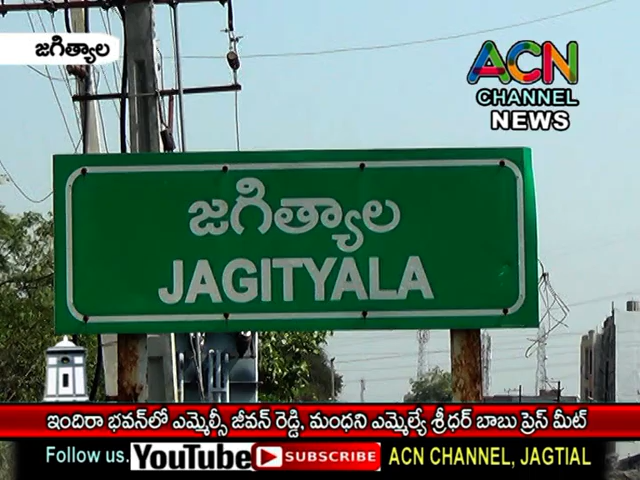 జగిత్యాల
ACN
CHANNEL
NEWS
జగిత్యాల
JAGITYALA
ఇందిరా భవన్‌లో ఎమ్మెల్సీ జీవన్ రెడ్డి, మంథని ఎమ్మెల్యే శ్రీధర్ బాబు ప్రెస్ మీట్
Follow us. YouTube SUBSCRIBE ACN CHANNEL, JAGTIAL